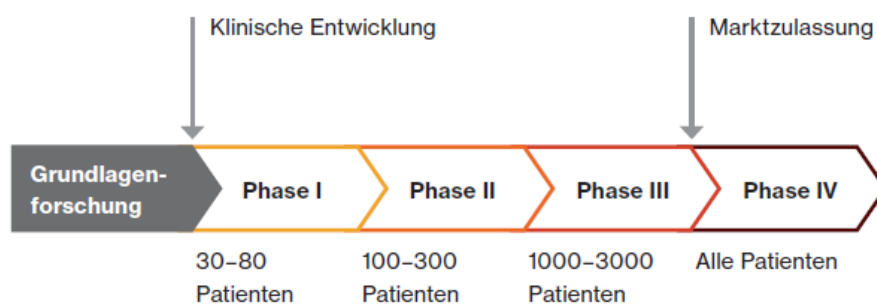 Klinische Entwicklung
Marktzulassung
Grundlagen-
forschung
Phase I
Phase II
Phase III
Phase IV
30–80
Patienten
100–300
Patienten
1000–3000
Patienten
Alle Patienten